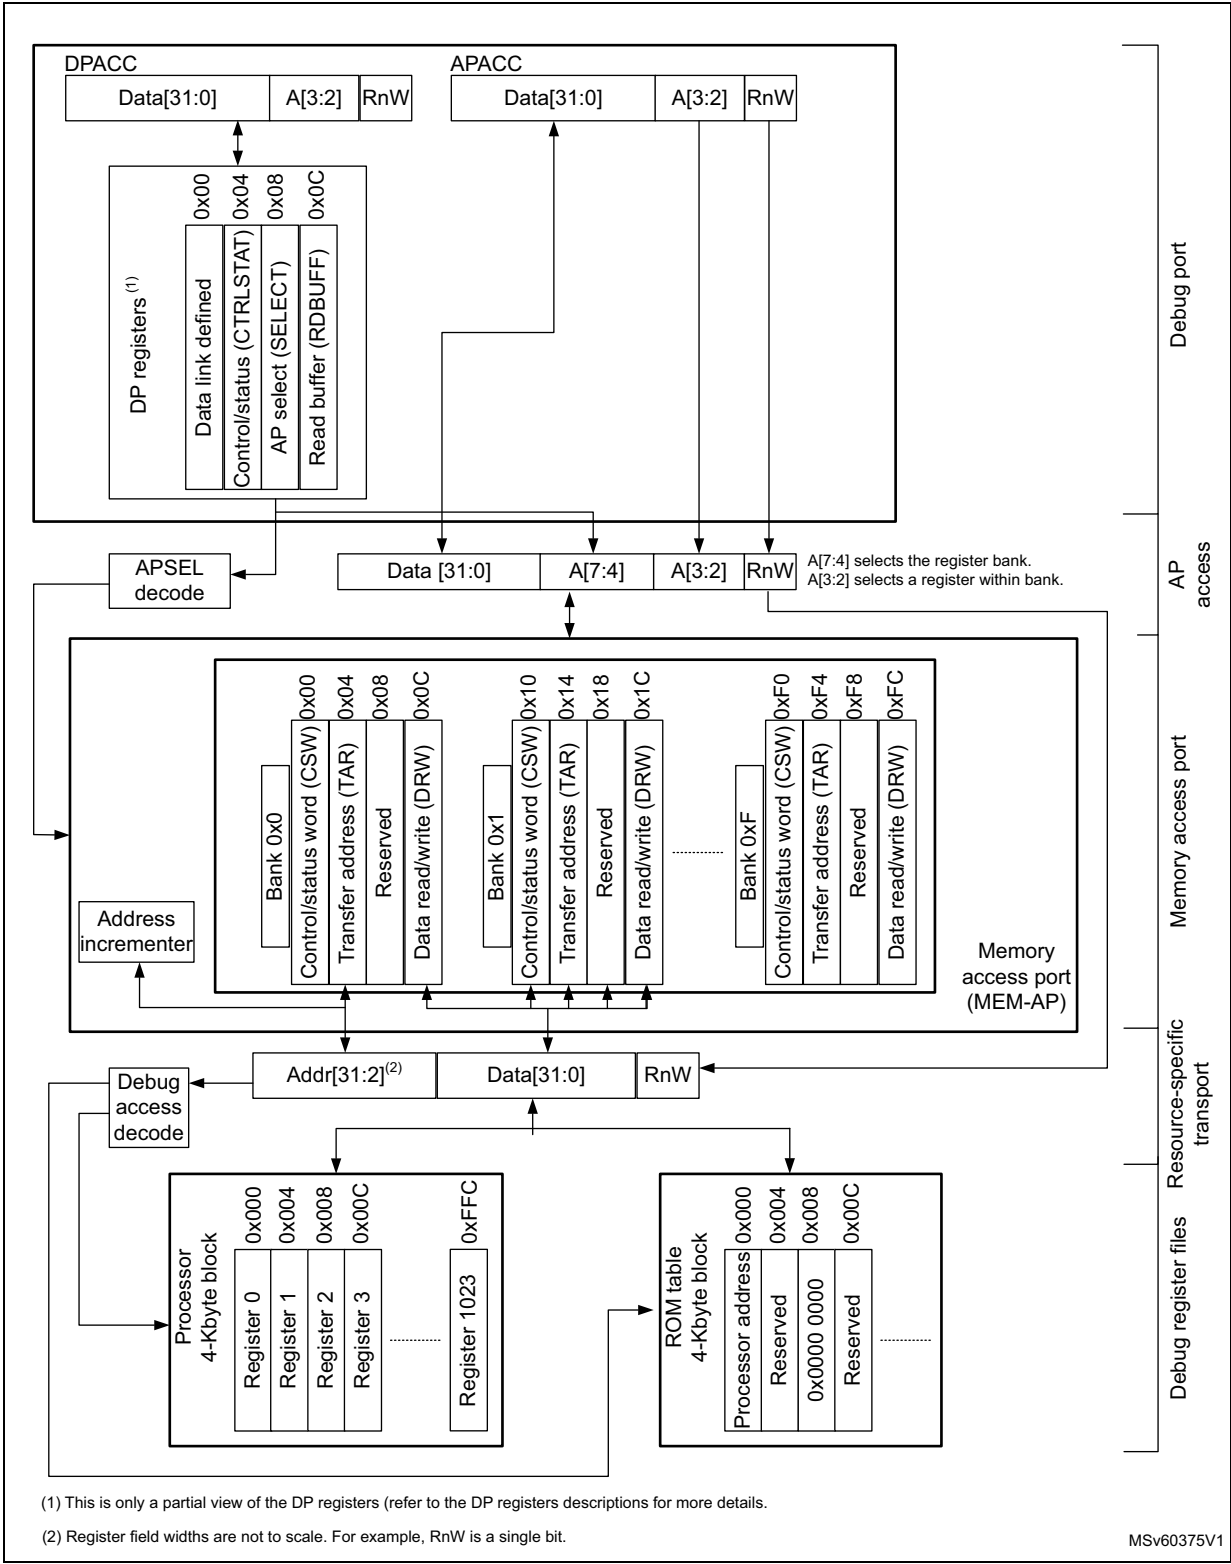 DPACC
Data[31:0]
A[3:2]
RnW
APACC
Data[31:0]
A[3:2]
RnW
DP registers (1)
0x00
0x04
0x08
0x0C
Data link defined
Control/status (CTRLSTAT)
AP select (SELECT)
Read buffer (RDBUFF)
Debug port
APSEL
decode
Data [31:0]
A[7:4]
A[3:2]
RnW
A[7:4] selects the register bank.
A[3:2] selects a register within bank.
AP
access
Bank 0x0
Control/status word (CSW)
0x00
Transfer address (TAR)
0x04
Reserved
0x08
Data read/write (DRW)
0x0C
Bank 0x1
Control/status word (CSW)
0x10
Transfer address (TAR)
0x14
Reserved
0x18
Data read/write (DRW)
0x1C
Bank 0xF
Control/status word (CSW)
0xF0
Transfer address (TAR)
0xF4
Reserved
0xF8
Data read/write (DRW)
0xFC
Address
incrementer
Memory
access port
(MEM-AP)
Memory access port
Debug
access
decode
Addr[31:2](2)
Data[31:0]
RnW
Resource-specific
transport
Processor
4-Kbyte block
Register 0
0x000
Register 1
0x004
Register 2
0x008
Register 3
0x00C
Register 1023
0xFFC
ROM table
4-Kbyte block
Processor address
0x000
Reserved
0x004
0x0000 0000
0x008
Reserved
0x00C
Debug register files
(1) This is only a partial view of the DP registers (refer to the DP registers descriptions for more details.
(2) Register field widths are not to scale. For example, RnW is a single bit.
MSv60375V1